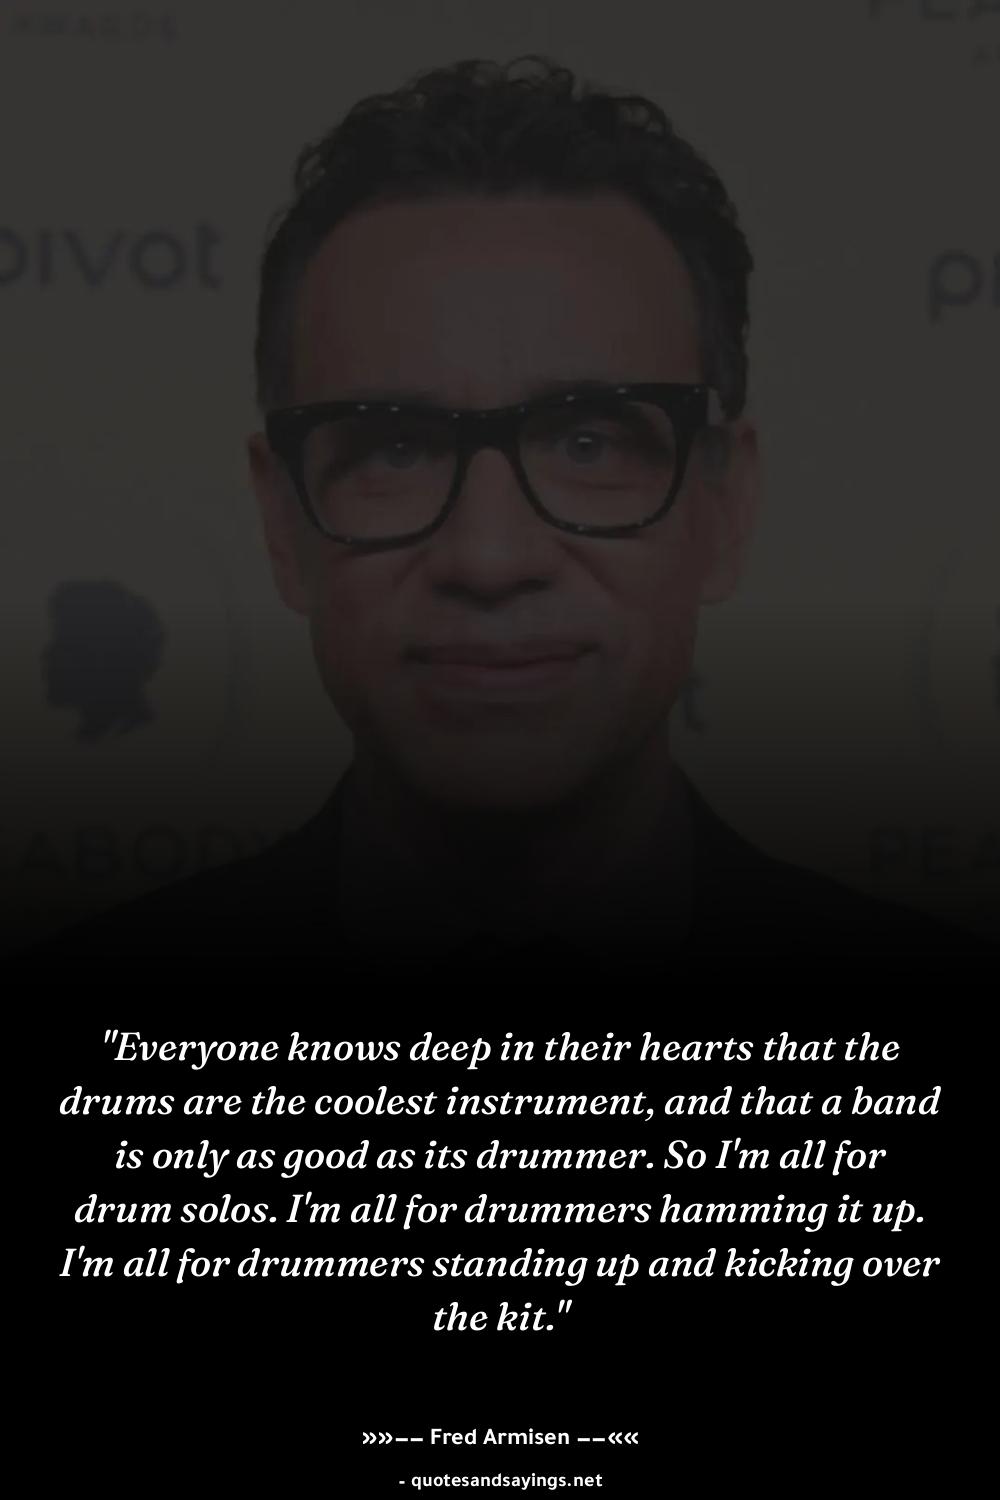 AWARDS
pivot
"Everyone knows deep in their hearts that the
drums are the coolest instrument, and that a band
is only as good as its drummer. So I'm all for
drum solos. I'm all for drummers hamming it up.
I'm all for drummers standing up and kicking over
the kit."
»»–– Fred Armisen ––««
- quotesandsayings.net